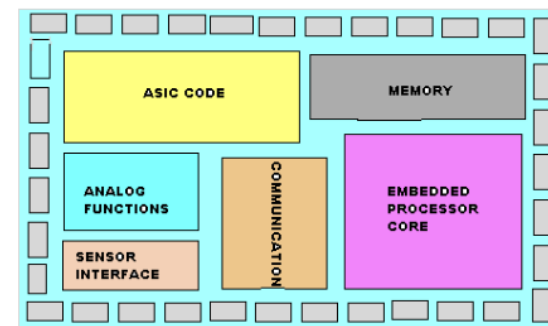 ASIC CODE
MEMORY
ANALOG
FUNCTIONS
COMMUNICATION
EMBEDDED
PROCESSOR
CORE
SENSOR
INTERFACE